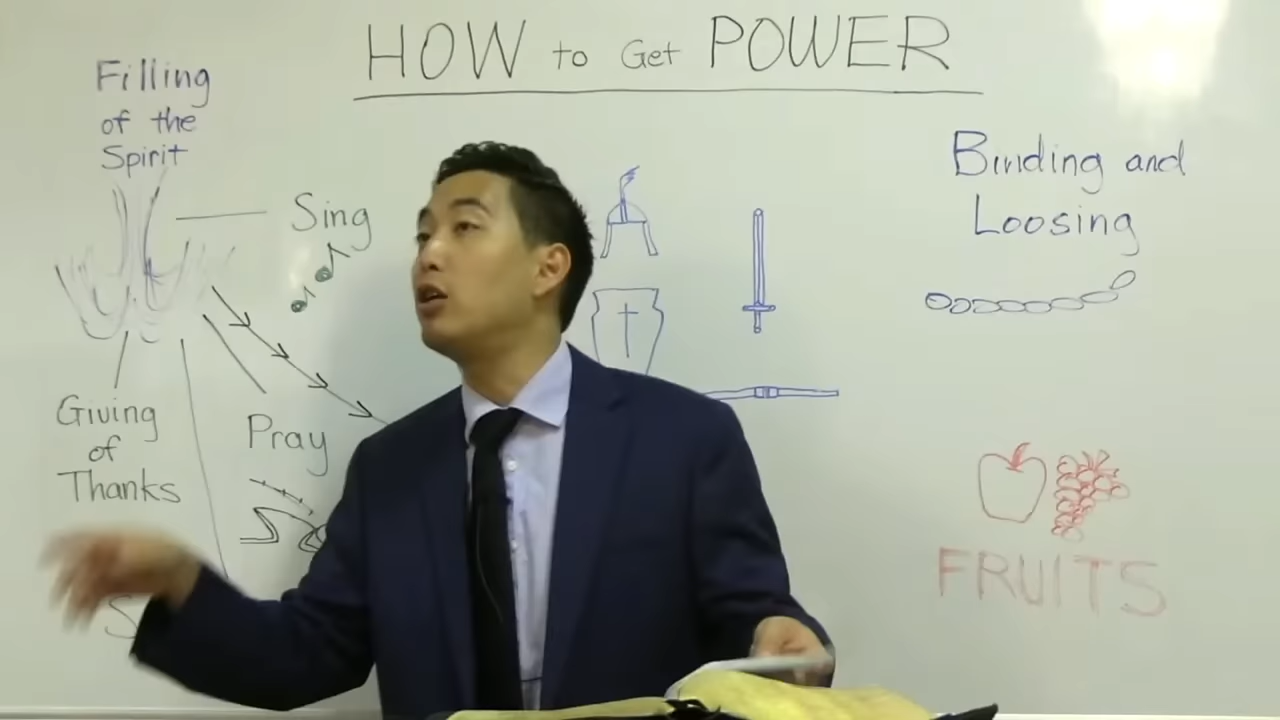 HOW to Get POWER
Filling
of the
Spirit
Sing
Giving
of
Thanks
Pray
Binding and
Loosing
FRUITS